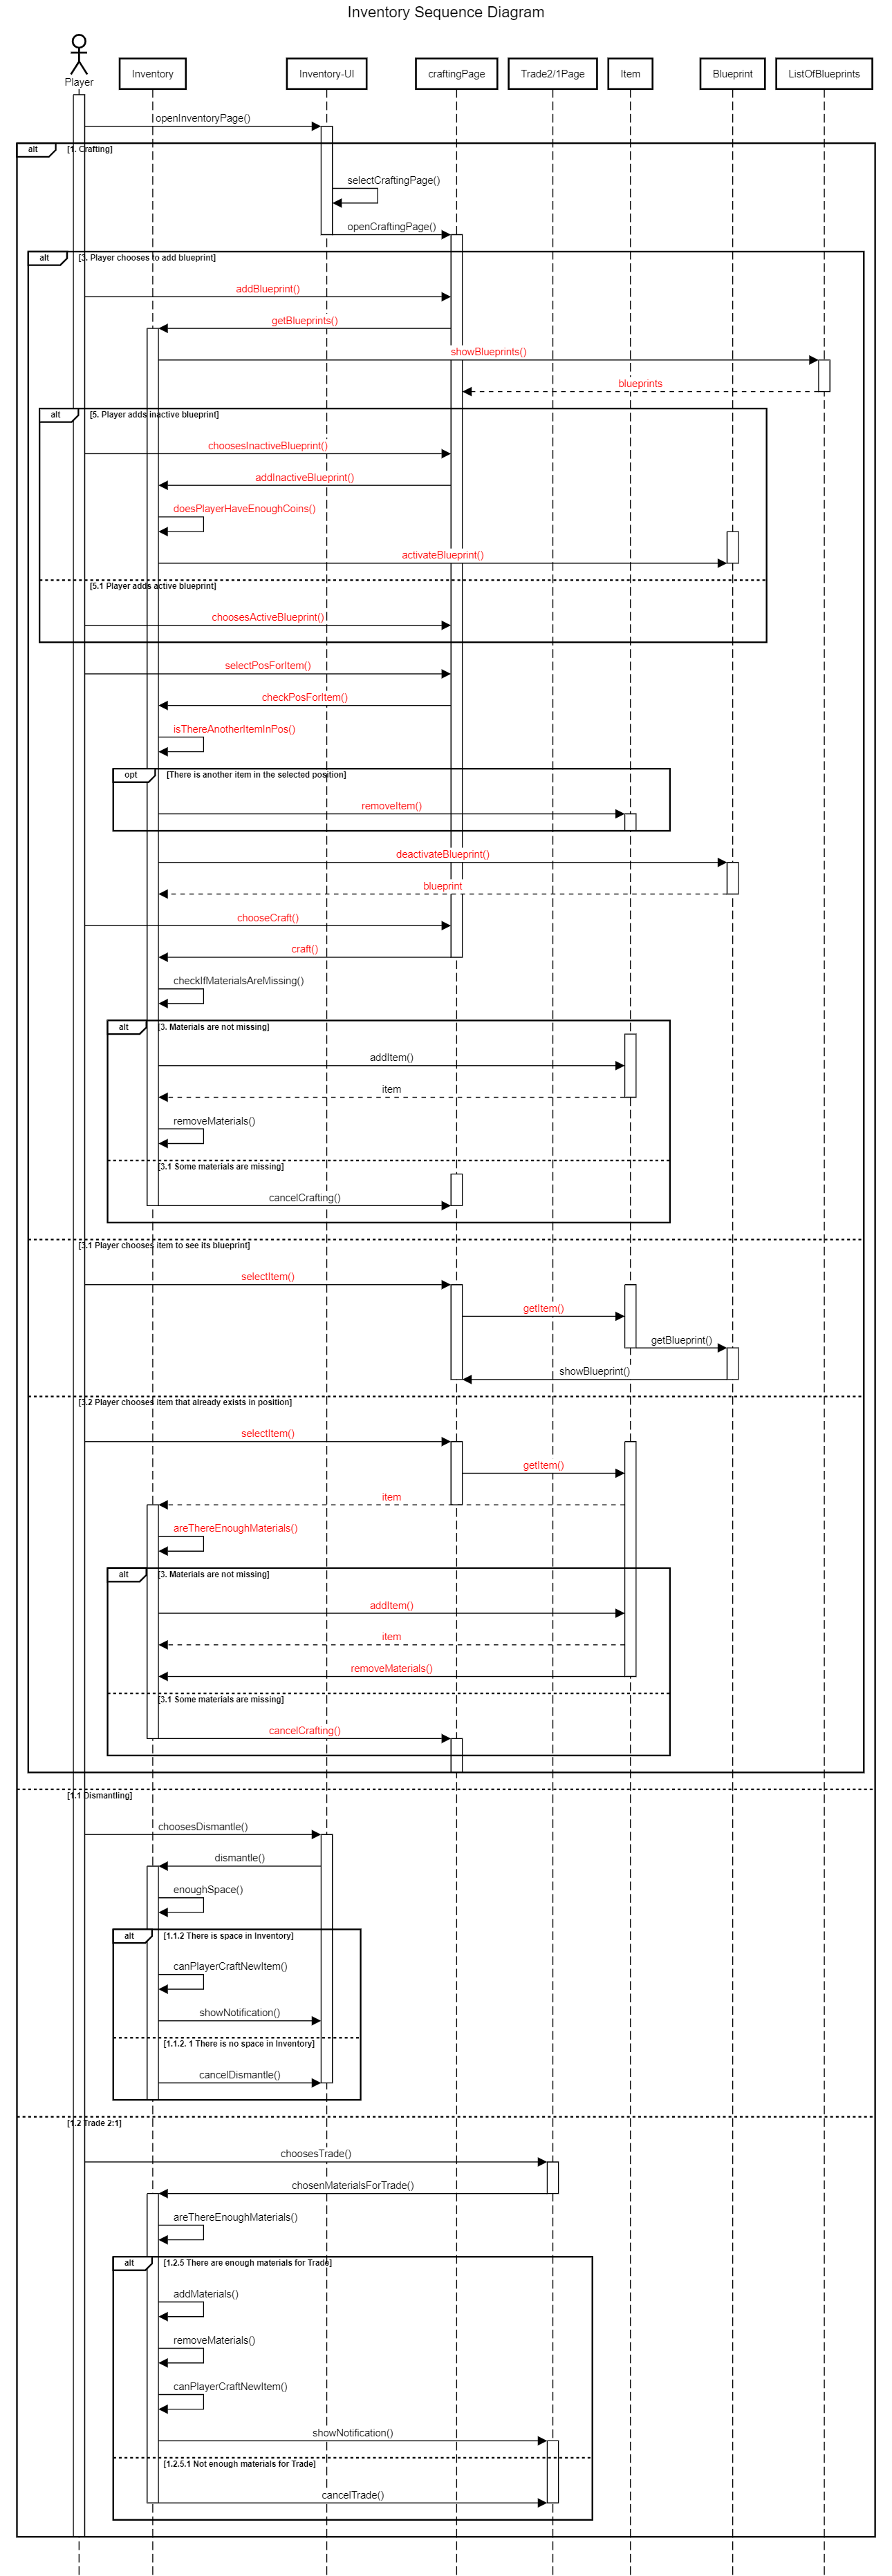 Inventory Sequence Diagram
Player
Inventory
Inventory-UI
craftingPage
Trade2/1Page
Item
Blueprint
ListOfBlueprints
openInventoryPage()
alt
[1. Crafting]
selectCraftingPage()
openCraftingPage()
alt
[3. Player chooses to add blueprint]
addBlueprint()
getBlueprints()
showBlueprints()
blueprints
alt
[5. Player adds inactive blueprint]
choosesInactiveBlueprint()
addInactiveBlueprint()
doesPlayerHaveEnoughCoins()
activateBlueprint()
[5.1 Player adds active blueprint]
choosesActiveBlueprint()
selectPosForItem()
checkPosForItem()
isThereAnotherItemInPos()
opt
[There is another item in the selected position]
removeItem()
deactivateBlueprint()
blueprint
chooseCraft()
craft()
checkIfMaterialsAreMissing()
alt
[3. Materials are not missing]
addItem()
item
removeMaterials()
[3.1 Some materials are missing]
cancelCrafting()
[3.1 Player chooses item to see its blueprint]
selectItem()
getItem()
getBlueprint()
showBlueprint()
[3.2 Player chooses item that already exists in position]
selectItem()
getItem()
item
areThereEnoughMaterials()
alt
[3. Materials are not missing]
addItem()
item
removeMaterials()
[3.1 Some materials are missing]
cancelCrafting()
[1.1 Dismantling]
choosesDismantle()
dismantle()
enoughSpace()
alt
[1.1.2 There is space in Inventory]
canPlayerCraftNewItem()
showNotification()
[1.1.2. 1 There is no space in Inventory]
cancelDismantle()
[1.2 Trade 2:1]
choosesTrade()
chosenMaterialsForTrade()
areThereEnoughMaterials()
alt
[1.2.5 There are enough materials for Trade]
addMaterials()
removeMaterials()
canPlayerCraftNewItem()
showNotification()
[1.2.5.1 Not enough materials for Trade]
cancelTrade()